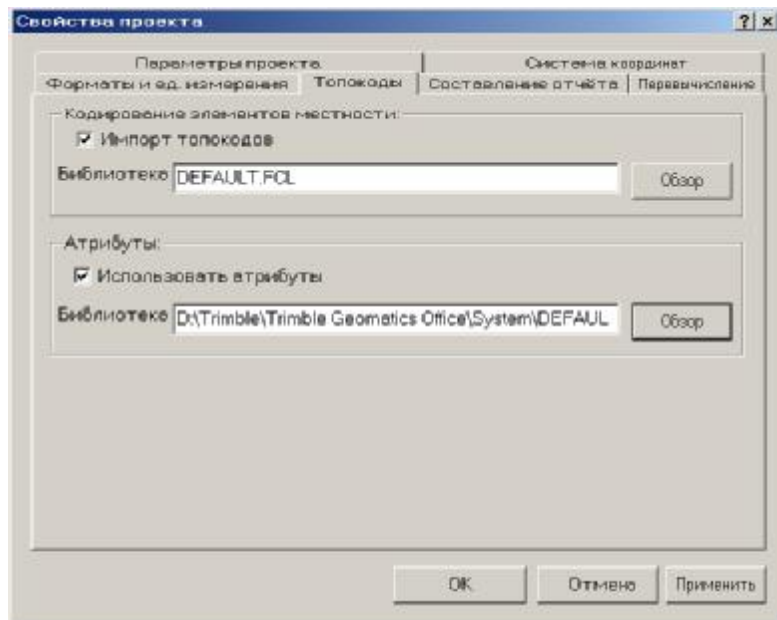 Свойства проекта
Параметры проекта
Система координат
Форматы и ед. измерения
Топокоды
Составление отчёта
Перевычисление
Кодирование элементов местности:
Импорт топокодов
Библиотека DEFAULT.FCL Обзор
Атрибуты:
Использовать атрибуты
Библиотека D:\Trimble\Trimble Geomatics Office\System\DEFAUL Обзор
OK Отмена Применить